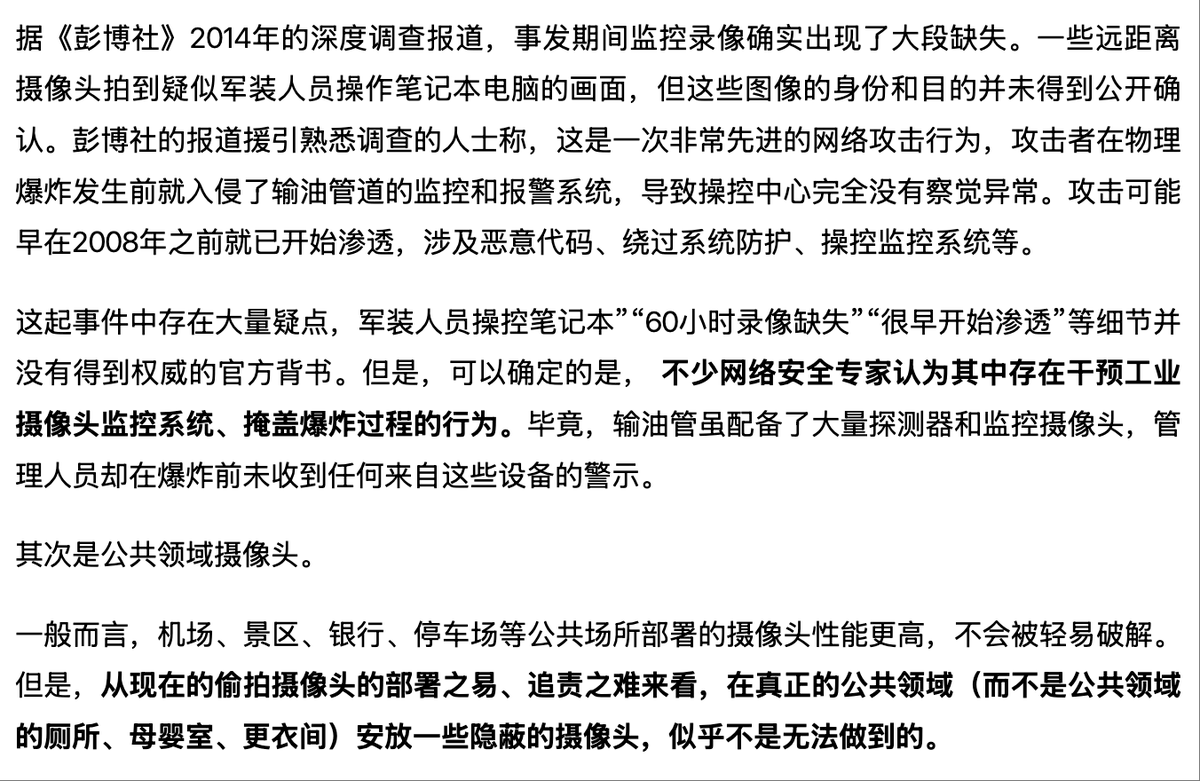 据《彭博社》2014年的深度调查报道，事发期间监控录像确实出现了大段缺失。一些远距离
摄像头拍到疑似军装人员操作笔记本电脑的画面，但这些图像的身份和目的并未得到公开确
认。彭博社的报道援引熟悉调查的人士称，这是一次非常先进的网络攻击行为，攻击者在物理
爆炸发生前就入侵了输油管道的监控和报警系统，导致操控中心完全没有察觉异常。攻击可能
早在2008年之前就已开始渗透，涉及恶意代码、绕过系统防护、操控监控系统等。
这起事件中存在大量疑点，军装人员操控笔记本”“60小时录像缺失”“很早开始渗透”等细节并
没有得到权威的官方背书。但是，可以确定的是， 不少网络安全专家认为其中存在干预工业
摄像头监控系统、掩盖爆炸过程的行为。毕竟，输油管虽配备了大量探测器和监控摄像头，管
理人员却在爆炸前未收到任何来自这些设备的警示。
其次是公共领域摄像头。
一般而言，机场、景区、银行、停车场等公共场所部署的摄像头性能更高，不会被轻易破解。
但是，从现在的偷拍摄像头的部署之易、追责之难来看，在真正的公共领域（而不是公共领域
的厕所、母婴室、更衣间）安放一些隐蔽的摄像头，似乎不是无法做到的。